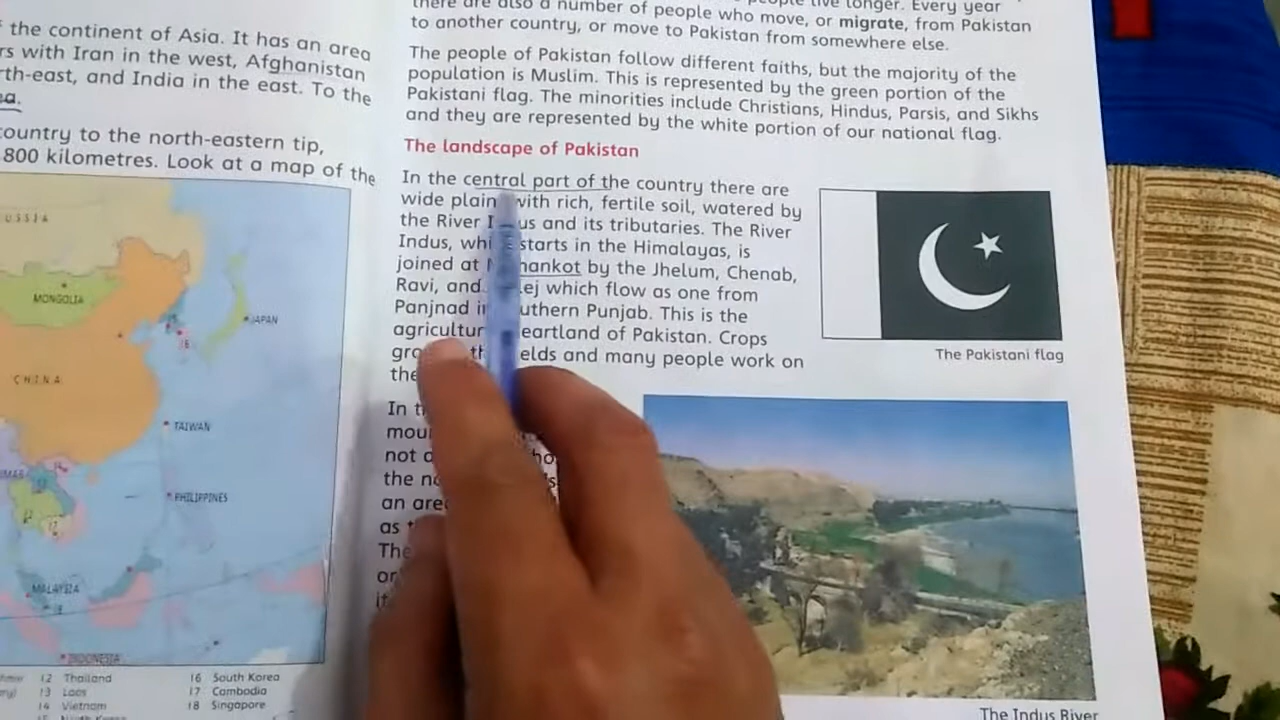 the continent of Asia. It has an area
rs with Iran in the west, Afghanistan
rth-east, and India in the east. To the
ea.
country to the north-eastern tip,
800 kilometres. Look at a map of the
USSIA
MONGOLIA
JAPAN
18
CHINA
TAIWAN
PHILIPPINES
12
MALAYSIA
INDONESIA
12 Thailand
13 Laos
14 Vietnam
16 South Korea
17 Cambodia
18 Singapore
there are also a number of people who move, or migrate, from Pakistan
to another country, or move to Pakistan from somewhere else.
The people of Pakistan follow different faiths, but the majority of the
population is Muslim. This is represented by the green portion of the
Pakistani flag. The minorities include Christians, Hindus, Parsis, and Sikhs
and they are represented by the white portion of our national flag.
The landscape of Pakistan
In the central part of the country there are
wide plain with rich, fertile soil, watered by
the River I us and its tributaries. The River
Indus, whi starts in the Himalayas, is
joined at hankot by the Jhelum, Chenab,
Ravi, and ej which flow as one from
Panjnad i uthern Punjab. This is the
agricultur eartland of Pakistan. Crops
gro th elds and many people work on
the
In t
mou
not
the
an are
as
The
or
it
The Pakistani flag
The Indus River